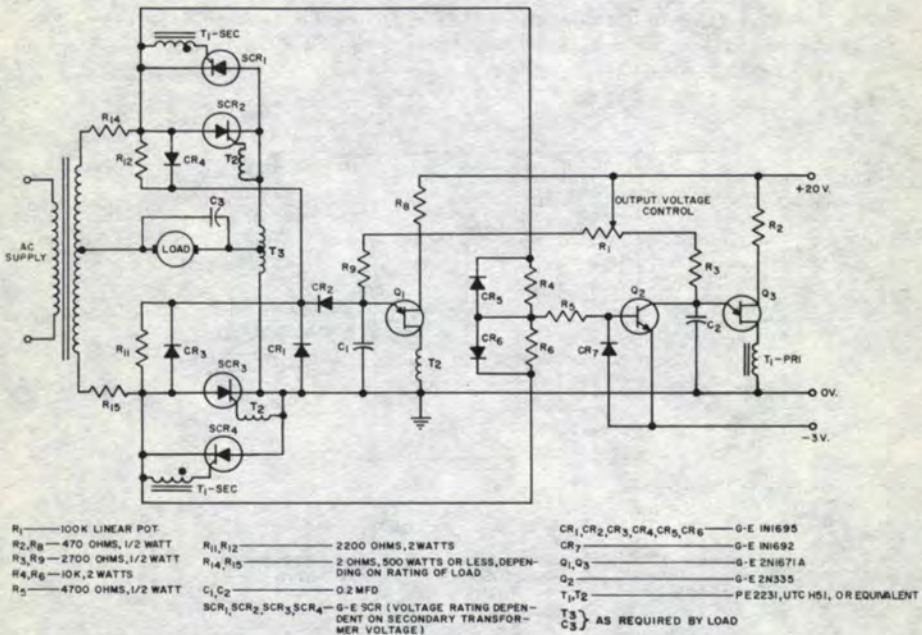 T1-SEC
SCR1
SCR2
R14
R12
CR4
T2
C3
AC
SUPPLY
LOAD
T3
R8
+20 V.
OUTPUT VOLTAGE
CONTROL
R2
R9
R1
R3
CR2
Q1
CR5
R4
R5
Q2
Q3
R11
CR3
CR1
C1
CR6
R6
CR7
C2
T2
T1-PRI
R15
SCR3
T2
0V.
SCR4
-3 V.
T1-SEC
R1 — 100K LINEAR POT.
R2,R8 — 470 OHMS, 1/2 WATT
R3,R9 — 2700 OHMS, 1/2 WATT
R4,R6 — 10K, 2 WATTS
R5 — 4700 OHMS, 1/2 WATT
R11,R12 — 2200 OHMS, 2 WATTS
R14,R15 — 2 OHMS, 500 WATTS OR LESS, DEPENDING ON RATING OF LOAD
C1,C2 — 0.2 MFD
SCR1,SCR2,SCR3,SCR4 — G-E SCR (VOLTAGE RATING DEPEN-
DENT ON SECONDARY TRANSFOR-
MER VOLTAGE)
CR1,CR2,CR3,CR4,CR5,CR6 — G-E 1N1695
CR7 — G-E 1N1692
Q1,Q3 — G-E 2N1671A
Q2 — G-E 2N335
T1,T2 — PE2231, UTC H51, OR EQUIVALENT
T3
C3 } AS REQUIRED BY LOAD